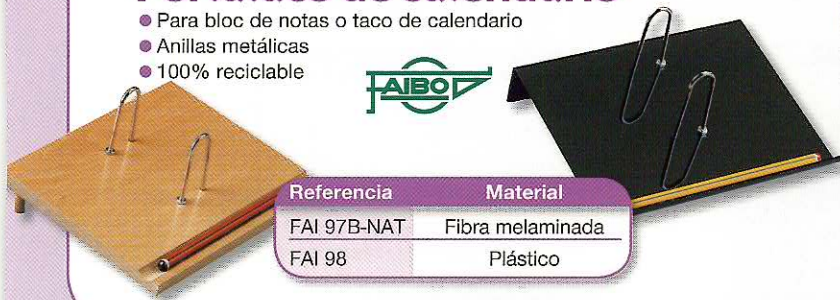 ● Para bloc de notas o taco de calendario
● Anillas metálicas
● 100% reciclable
FAIBO
Referencia Material
FAI 97B-NAT Fibra melaminada
FAI 98 Plástico